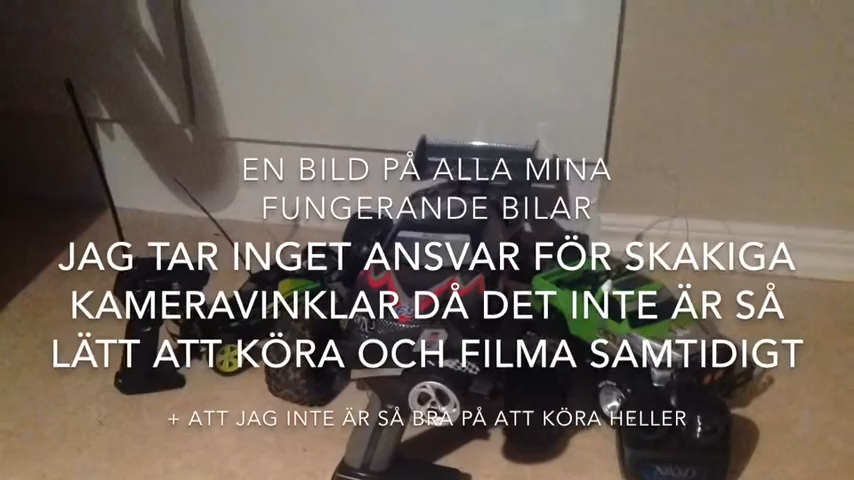 EN BILD PÅ ALLA MINA
FUNGERANDE BILAR
JAG TAR INGET ANSVAR FÖR SKAKIGA
KAMERAVINKLAR DÅ DET INTE ÄR SÅ
LÄTT ATT KÖRA OCH FILMA SAMTIDIGT
+ ATT JAG INTE ÄR SÅ BRA PÅ ATT KÖRA HELLER